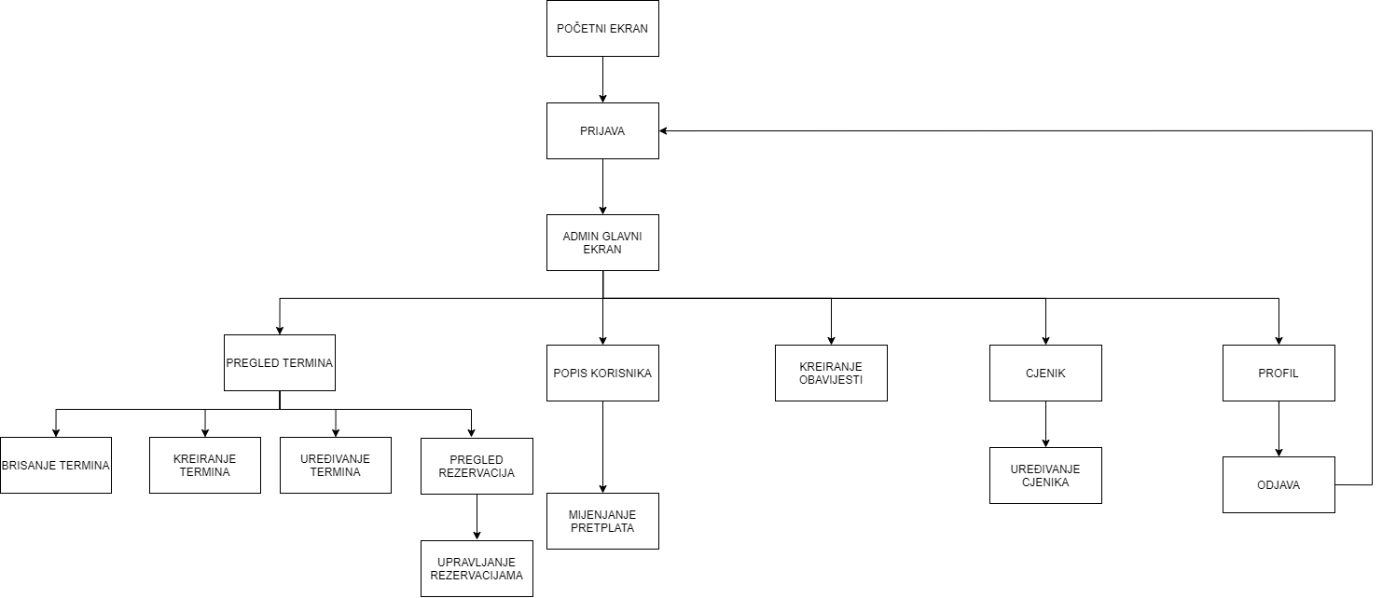 POČETNI EKRAN
PRIJAVA
ADMIN GLAVNI
EKRAN
PREGLED TERMINA
POPIS KORISNIKA
KREIRANJE
OBAVIJESTI
CJENIK
PROFIL
BRISANJE TERMINA
KREIRANJE
TERMINA
UREĐIVANJE
TERMINA
PREGLED
REZERVACIJA
UREĐIVANJE
CJENIKA
ODJAVA
MIJENJANJE
PRETPLATA
UPRAVLJANJE
REZERVACIJAMA